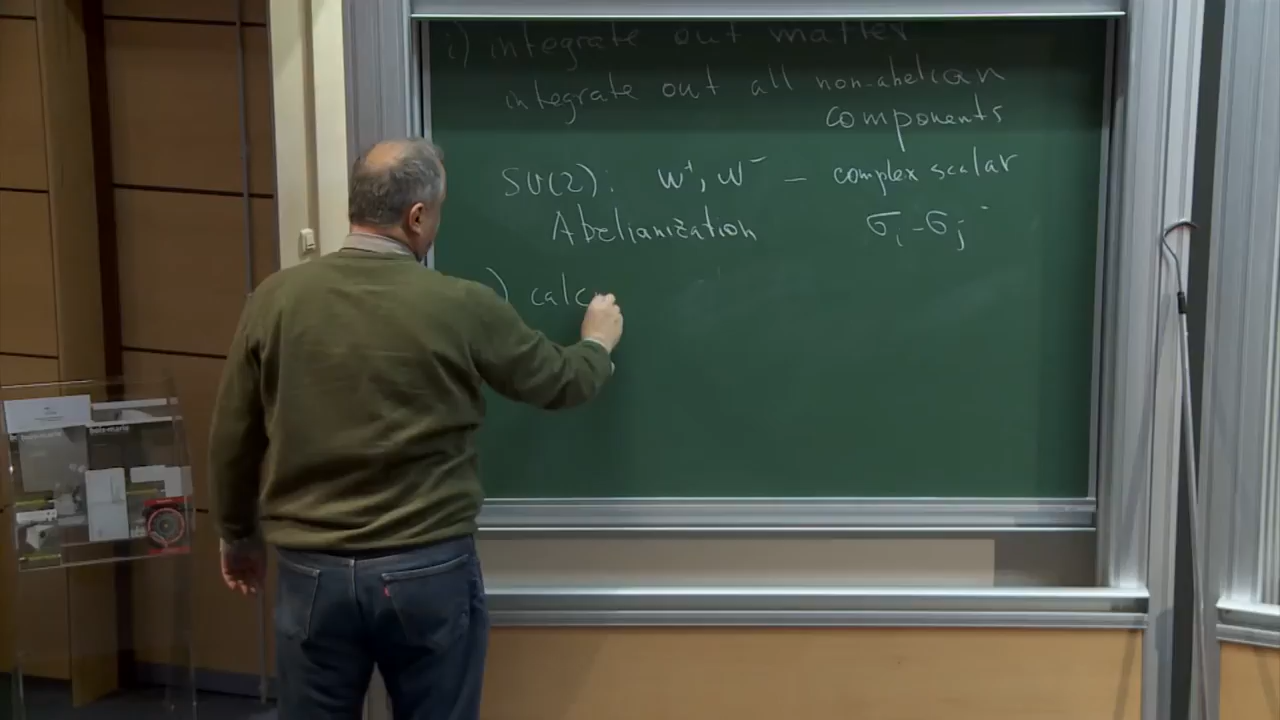 i) integrate out matter
integrate out all non-abelian
components
SU(2): W⁺, W⁻ – complex scalar
Abelianization σᵢ - σⱼ
) calc